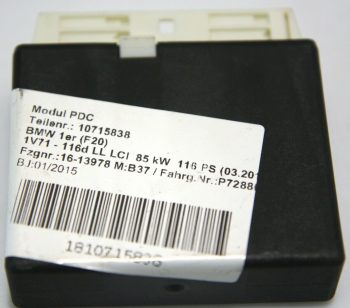 Modul PDC
Teilenr.: 10715838
BMW 1er (F20)
1V71 - 116d LL LCI 85 kW 116 PS (03.201
Fzgnr.:16-13978 M:B37 / Fahrg.Nr.:P7288
BJ:01/2015
1810715838